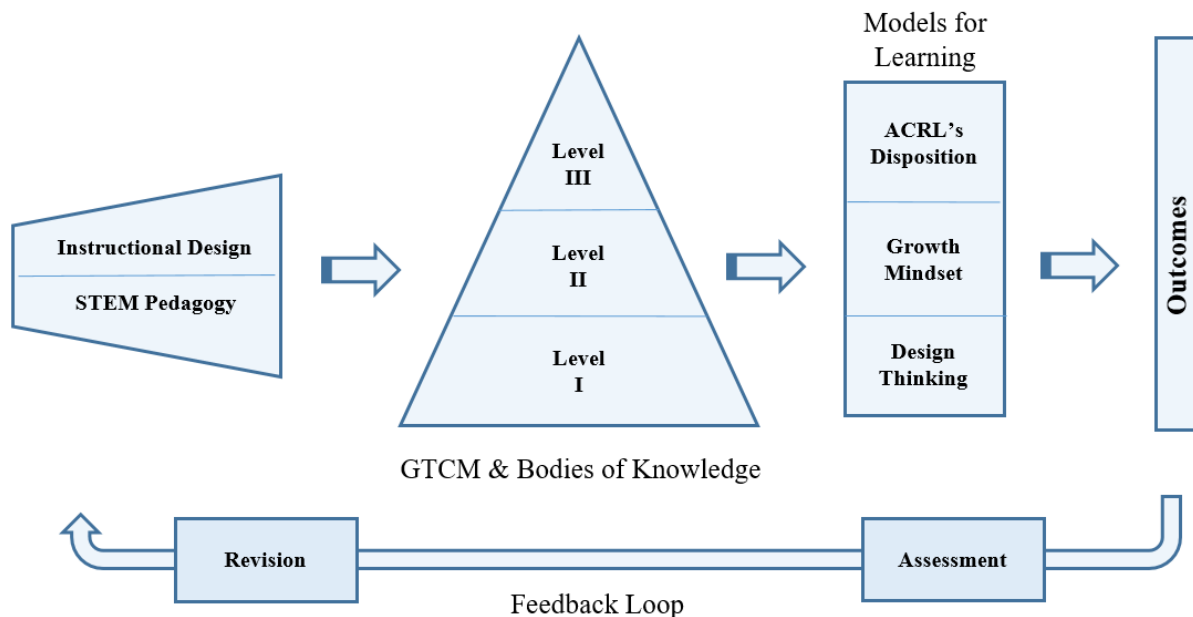 Instructional Design
STEM Pedagogy
Level
III
Level
II
Level
I
GTCM & Bodies of Knowledge
Models for
Learning
ACRL’s
Disposition
Growth
Mindset
Design
Thinking
Outcomes
Revision
Assessment
Feedback Loop